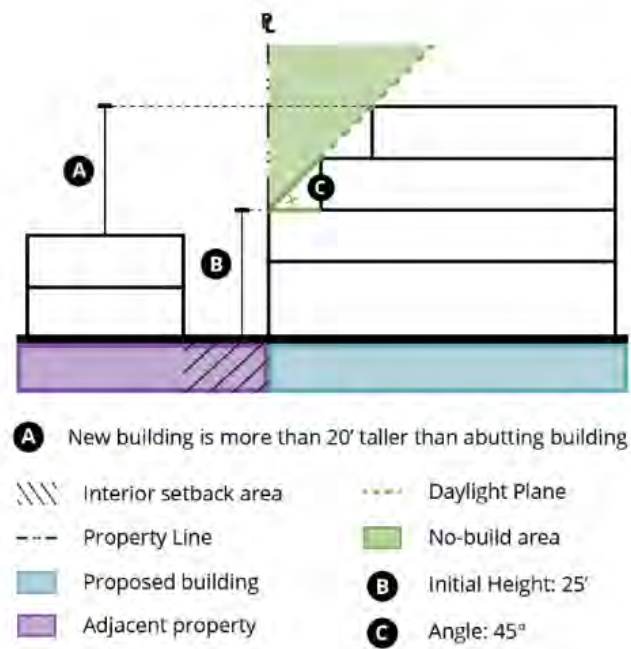 ℄
A
C
B
A New building is more than 20' taller than abutting building
Interior setback area
Daylight Plane
Property Line
No-build area
Proposed building
B Initial Height: 25'
Adjacent property
C Angle: 45°